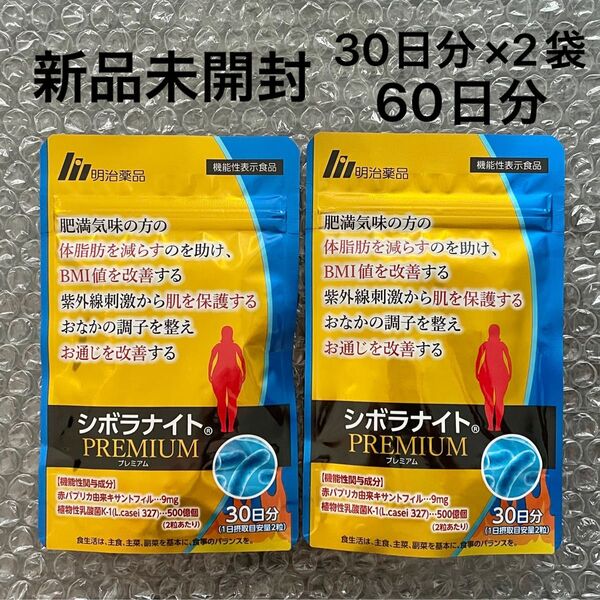 新品未開封
30日分×2袋
60日分
明治薬品
機能性表示食品
肥満気味の方の
体脂肪を減らすのを助け、
BMI値を改善する
紫外線刺激から肌を保護する
おなかの調子を整え
お通じを改善する
シボラナイト®
PREMIUM
プレミアム
【機能性関与成分】
赤パプリカ由来キサントフィル…9mg
植物性乳酸菌K-1(L.casei 327)…500億個
(2粒あたり)
30日分
(1日摂取目安量2粒)
食生活は、主食、主菜、副菜を基本に、食事のバランスを。
明治薬品
機能性表示食品
肥満気味の方の
体脂肪を減らすのを助け、
BMI値を改善する
紫外線刺激から肌を保護する
おなかの調子を整え
お通じを改善する
シボラナイト®
PREMIUM
プレミアム
【機能性関与成分】
赤パプリカ由来キサントフィル…9mg
植物性乳酸菌K-1(L.casei 327)…500億個
(2粒あたり)
30日分
(1日摂取目安量2粒)
食生活は、主食、主菜、副菜を基本に、食事のバランスを。